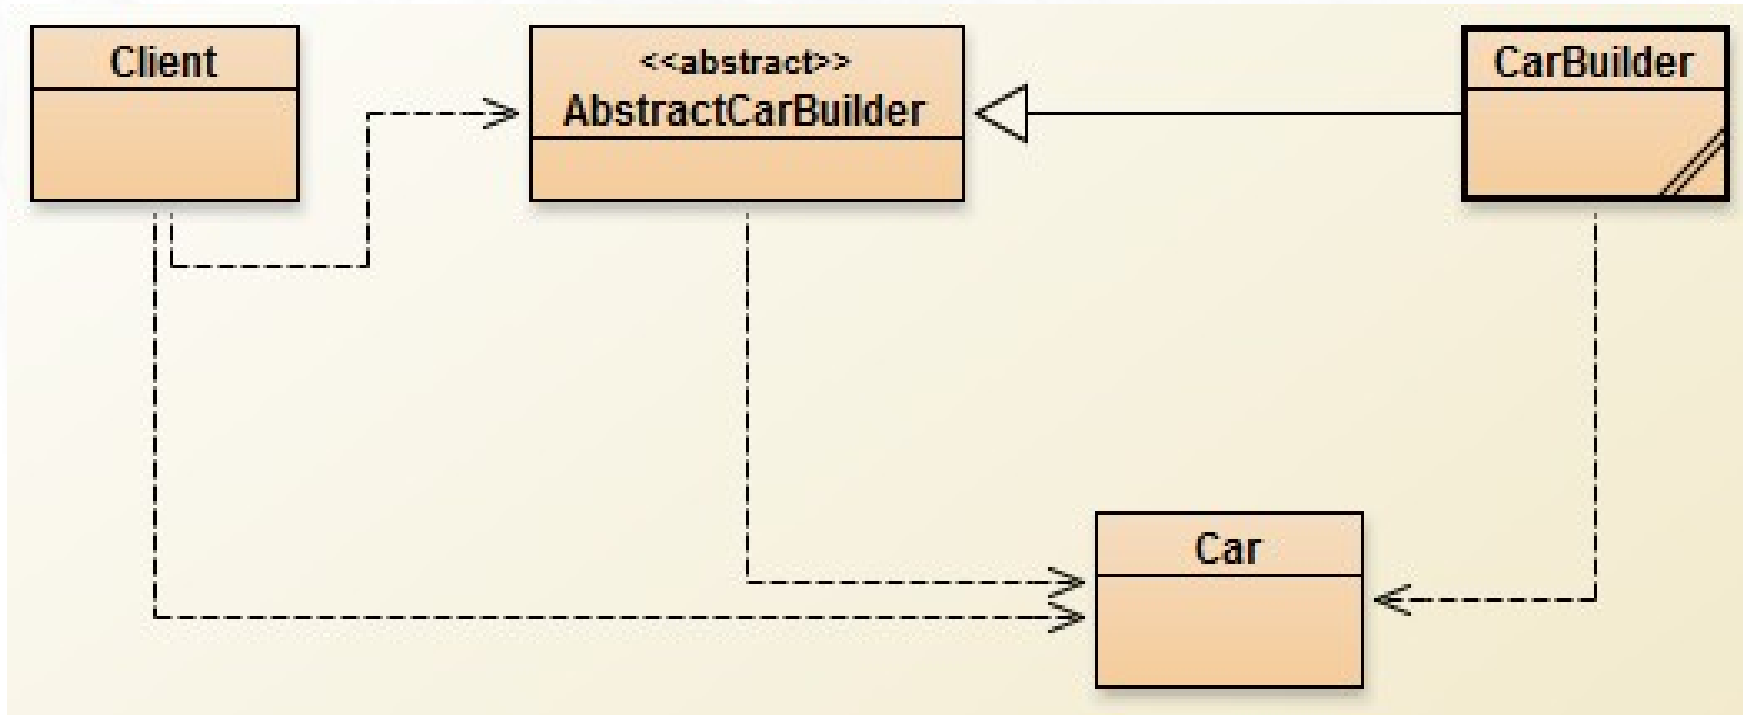 Client
<<abstract>>
AbstractCarBuilder
CarBuilder
Car